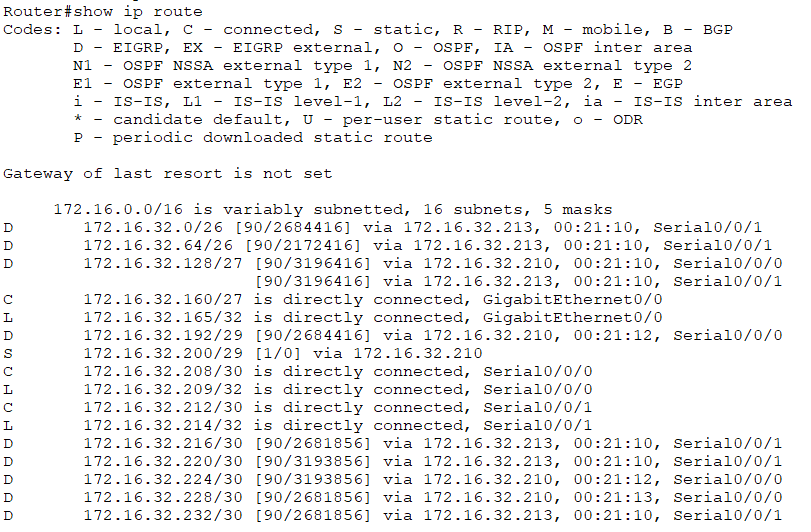 Router#show ip route
Codes: L - local, C - connected, S - static, R - RIP, M - mobile, B - BGP
       D - EIGRP, EX - EIGRP external, O - OSPF, IA - OSPF inter area
       N1 - OSPF NSSA external type 1, N2 - OSPF NSSA external type 2
       E1 - OSPF external type 1, E2 - OSPF external type 2, E - EGP
       i - IS-IS, L1 - IS-IS level-1, L2 - IS-IS level-2, ia - IS-IS inter area
       * - candidate default, U - per-user static route, o - ODR
       P - periodic downloaded static route

Gateway of last resort is not set

     172.16.0.0/16 is variably subnetted, 16 subnets, 5 masks
D       172.16.32.0/26 [90/2684416] via 172.16.32.213, 00:21:10, Serial0/0/1
D       172.16.32.64/26 [90/2172416] via 172.16.32.213, 00:21:10, Serial0/0/1
D       172.16.32.128/27 [90/3196416] via 172.16.32.210, 00:21:10, Serial0/0/0
                         [90/3196416] via 172.16.32.213, 00:21:10, Serial0/0/1
C       172.16.32.160/27 is directly connected, GigabitEthernet0/0
L       172.16.32.165/32 is directly connected, GigabitEthernet0/0
D       172.16.32.192/29 [90/2684416] via 172.16.32.210, 00:21:12, Serial0/0/0
S       172.16.32.200/29 [1/0] via 172.16.32.210
C       172.16.32.208/30 is directly connected, Serial0/0/0
L       172.16.32.209/32 is directly connected, Serial0/0/0
C       172.16.32.212/30 is directly connected, Serial0/0/1
L       172.16.32.214/32 is directly connected, Serial0/0/1
D       172.16.32.216/30 [90/2681856] via 172.16.32.213, 00:21:10, Serial0/0/1
D       172.16.32.220/30 [90/3193856] via 172.16.32.213, 00:21:10, Serial0/0/1
D       172.16.32.224/30 [90/3193856] via 172.16.32.210, 00:21:12, Serial0/0/0
D       172.16.32.228/30 [90/2681856] via 172.16.32.210, 00:21:13, Serial0/0/0
D       172.16.32.232/30 [90/2681856] via 172.16.32.213, 00:21:10, Serial0/0/1